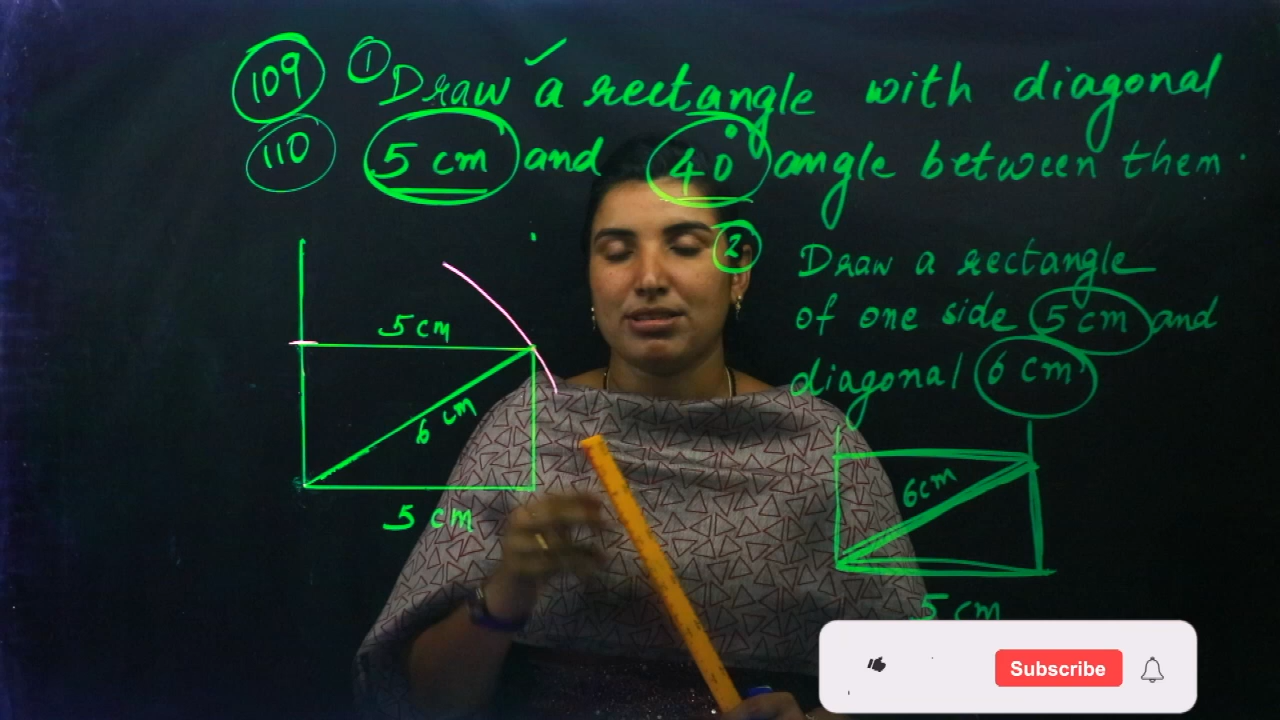 109 ① Draw a rectangle with diagonal
110 5 cm and 40° angle between them.
② Draw a rectangle
of one side 5 cm and
diagonal 6 cm
5 cm
6 cm
5 cm
6cm
5 cm
Subscribe